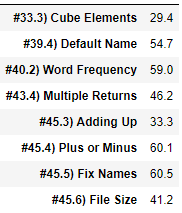 #33.3) Cube Elements 29.4
#39.4) Default Name 54.7
#40.2) Word Frequency 59.0
#43.4) Multiple Returns 46.2
#45.3) Adding Up 33.3
#45.4) Plus or Minus 60.1
#45.5) Fix Names 60.5
#45.6) File Size 41.2